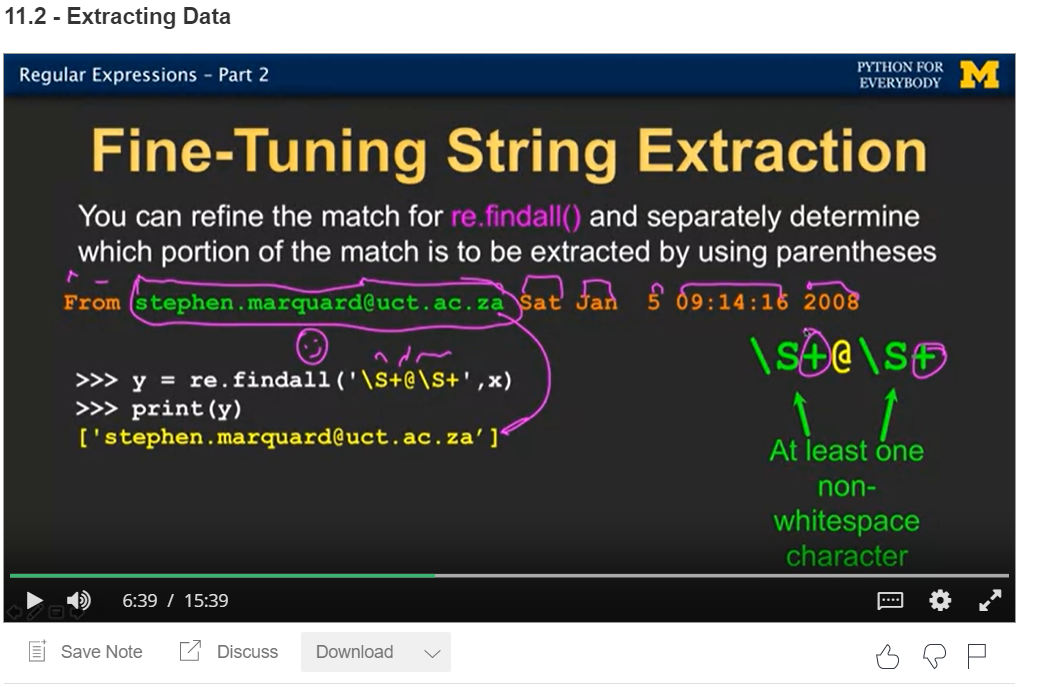 11.2 - Extracting Data
Regular Expressions – Part 2
PYTHON FOR
EVERYBODY
M
Fine-Tuning String Extraction
You can refine the match for re.findall() and separately determine
which portion of the match is to be extracted by using parentheses
From stephen.marquard@uct.ac.za Sat Jan  5 09:14:16 2008
\S+@\S+
>>> y = re.findall('\S+@\S+',x)
>>> print(y)
['stephen.marquard@uct.ac.za′]
At least one
non-
whitespace
character
6:39 / 15:39
Save Note
Discuss
Download